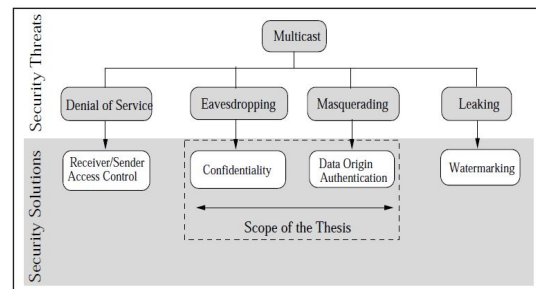 Security Threats
Multicast
Denial of Service
Eavesdropping
Masquerading
Leaking
Security Solutions
Receiver/Sender
Access Control
Confidentiality
Data Origin
Authentication
Watermarking
Scope of the Thesis